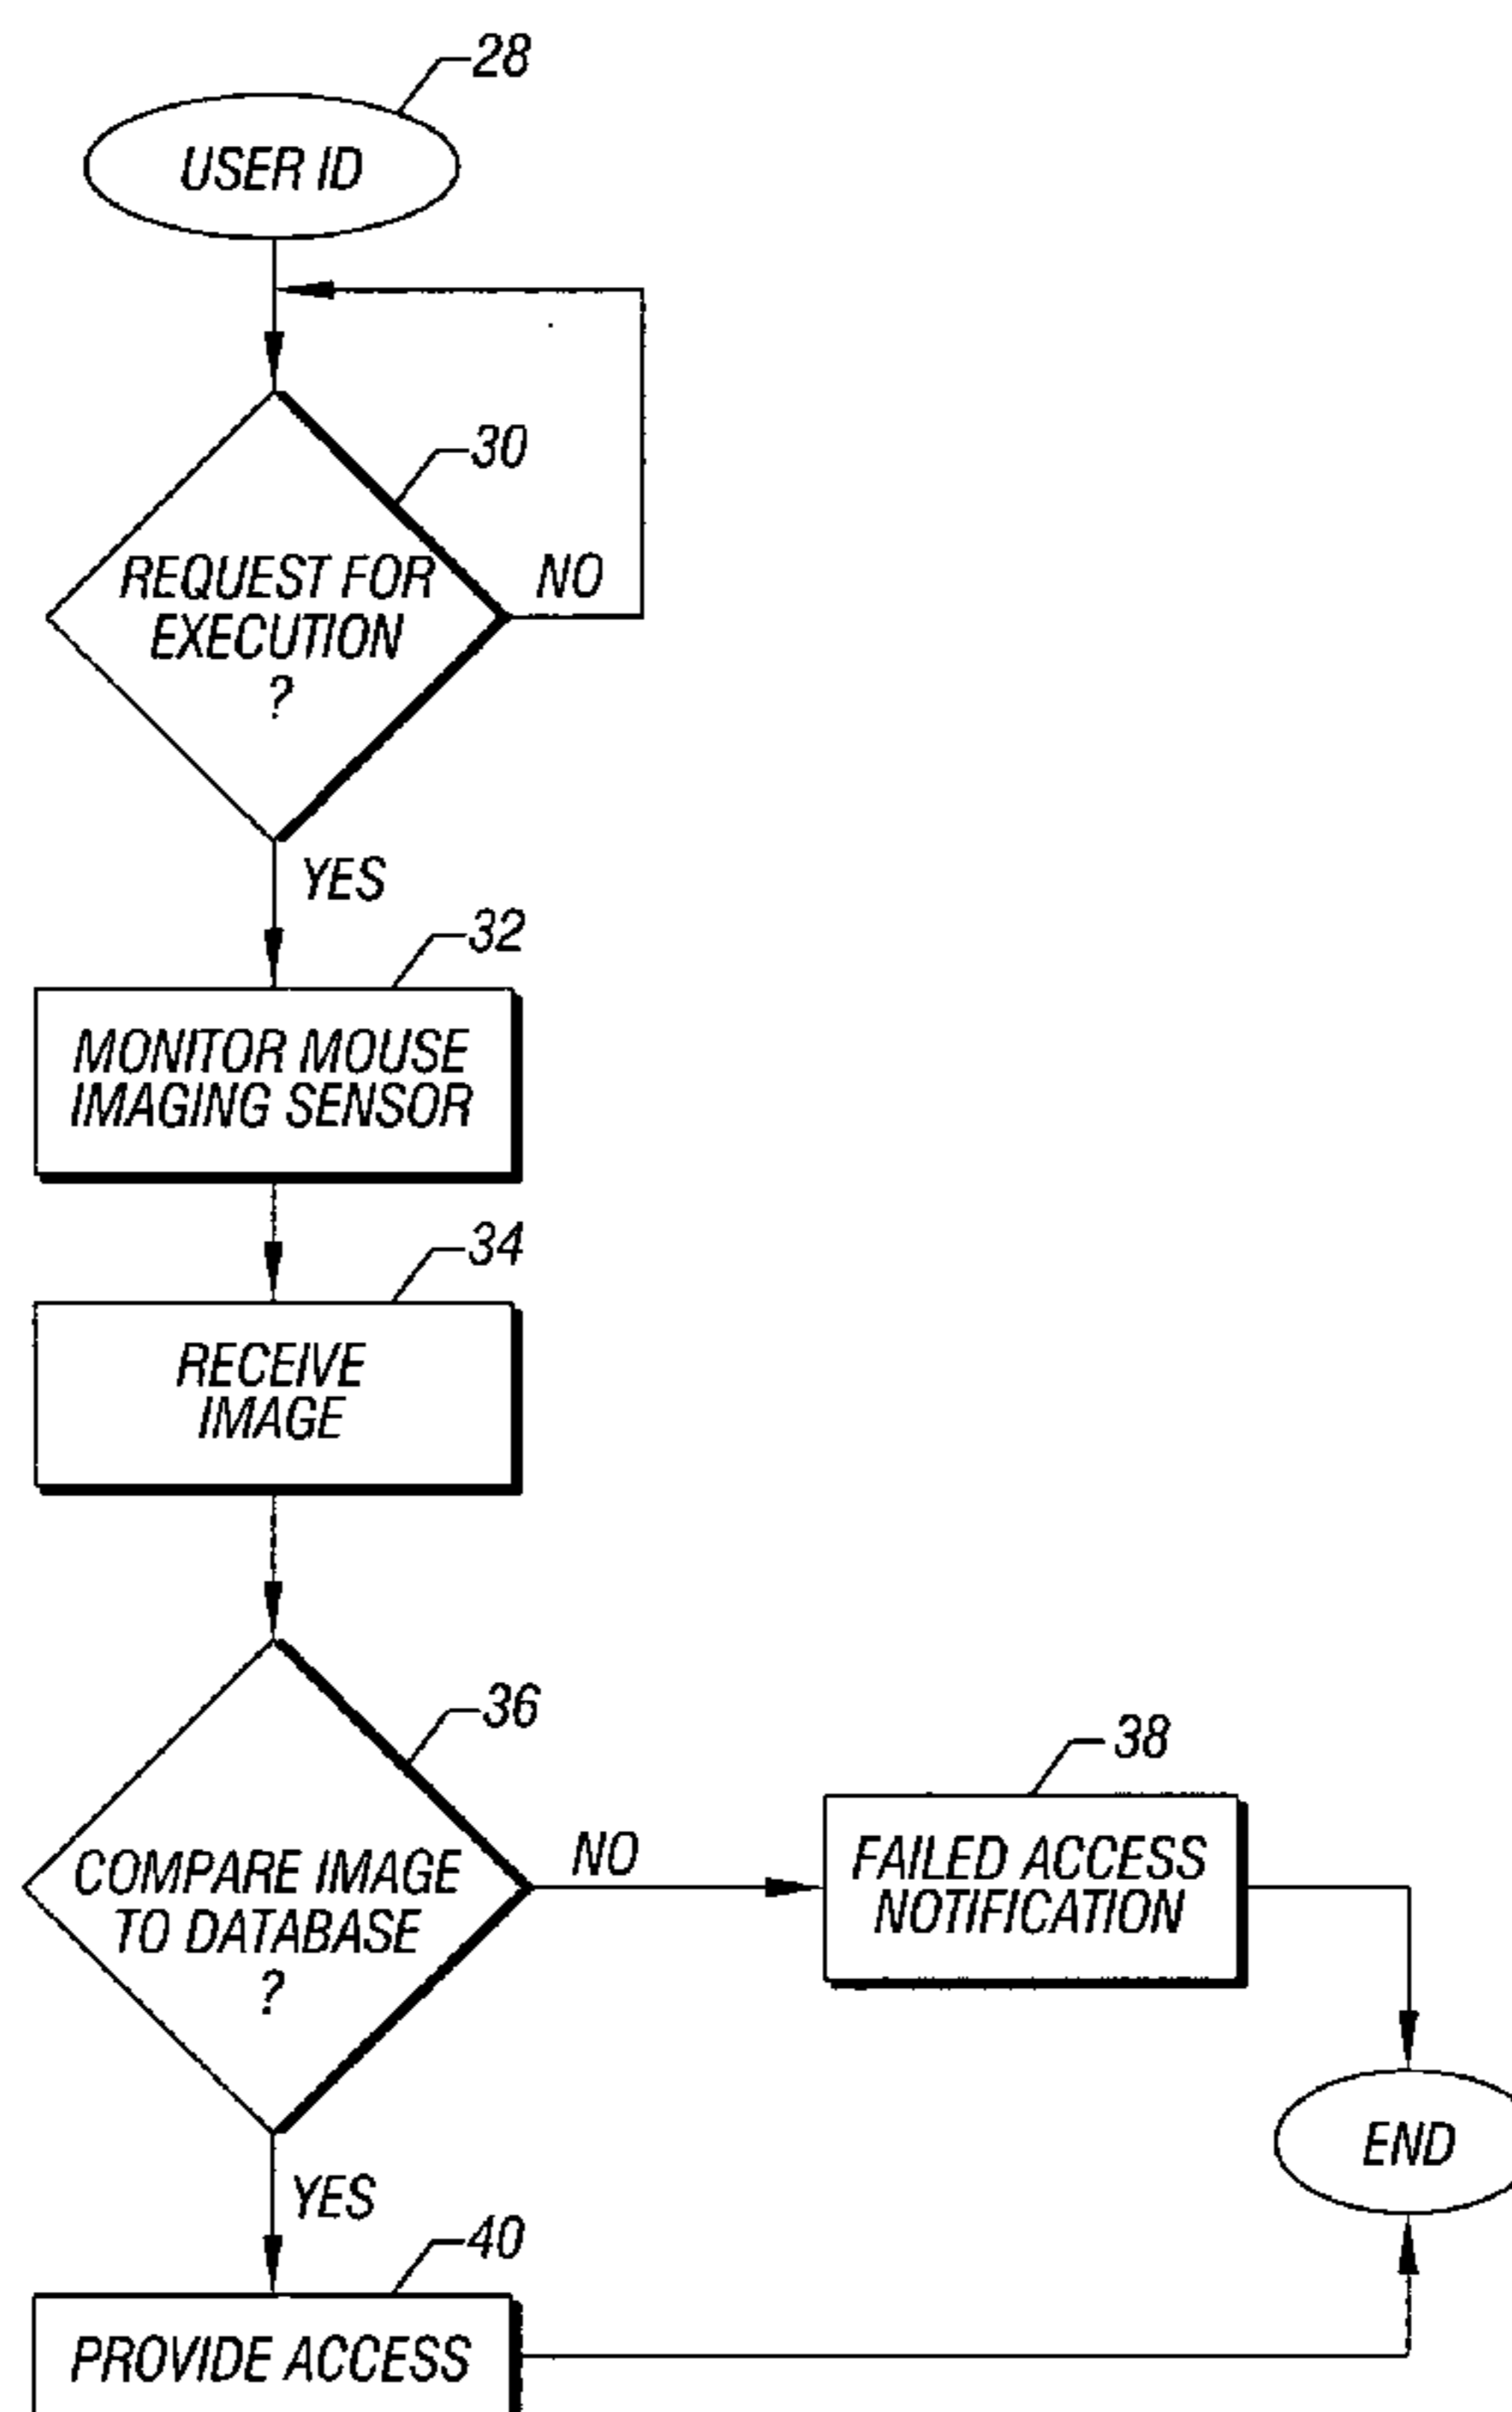 28
USER ID
30
REQUEST FOR
EXECUTION
?
NO
YES
32
MONITOR MOUSE
IMAGING SENSOR
34
RECEIVE
IMAGE
36
COMPARE IMAGE
TO DATABASE
?
NO
38
FAILED ACCESS
NOTIFICATION
END
YES
40
PROVIDE ACCESS